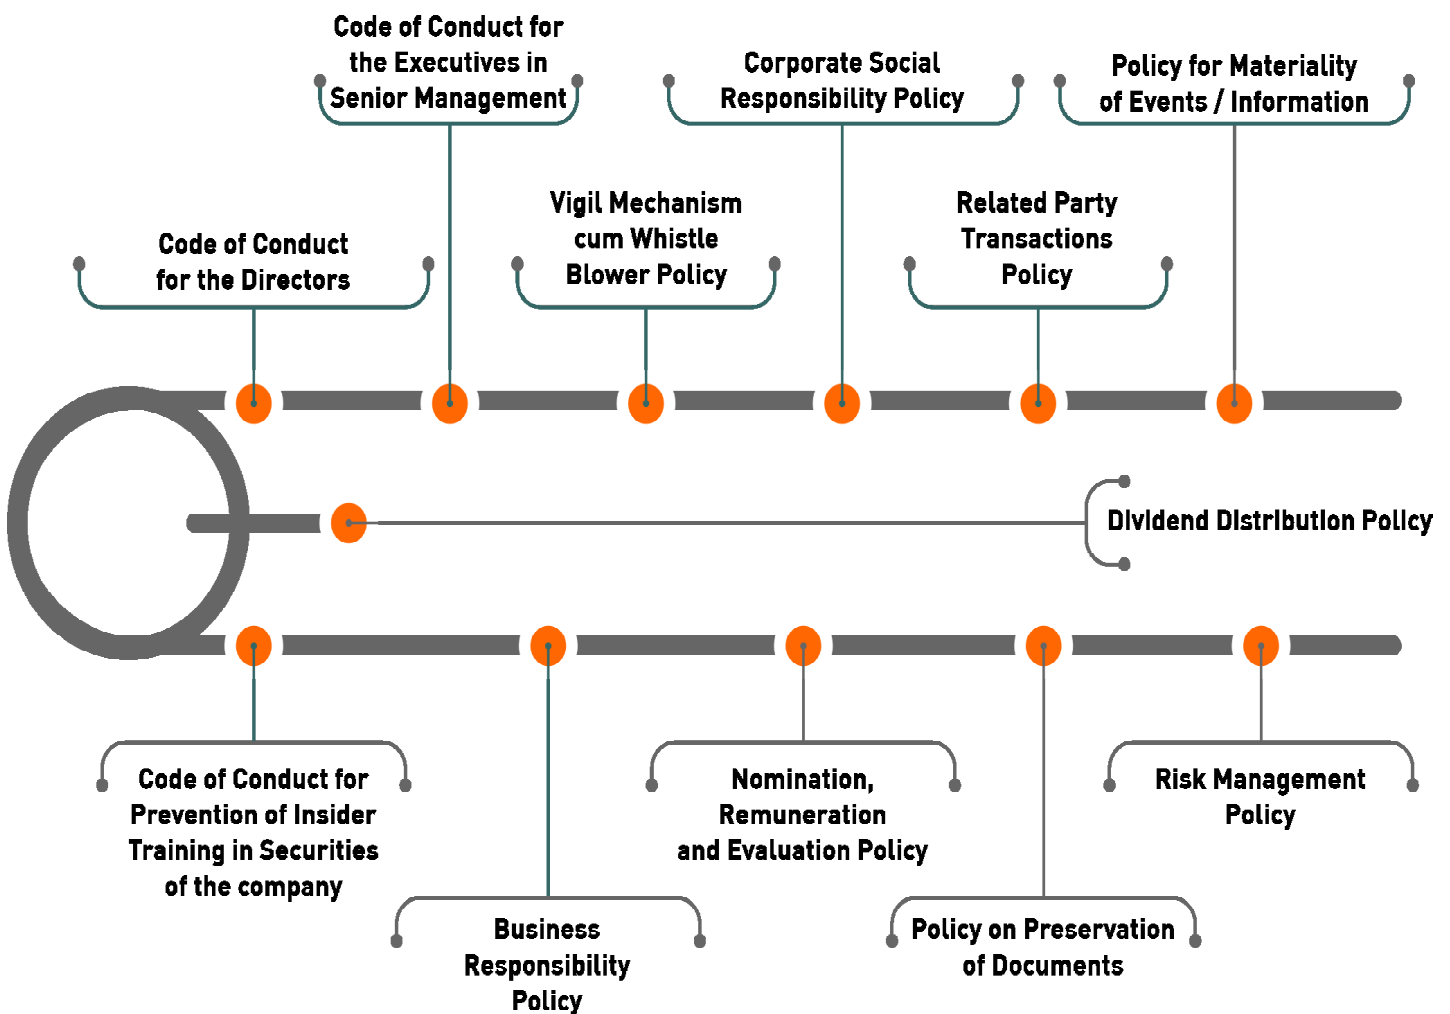 Code of Conduct for
the Executives in
Senior Management
Corporate Social
Responsibility Policy
Policy for Materiality
of Events / Information
Code of Conduct
for the Directors
Vigil Mechanism
cum Whistle
Blower Policy
Related Party
Transactions
Policy
Dividend Distribution Policy
Code of Conduct for
Prevention of Insider
Training in Securities
of the company
Business
Responsibility
Policy
Nomination,
Remuneration
and Evaluation Policy
Policy on Preservation
of Documents
Risk Management
Policy